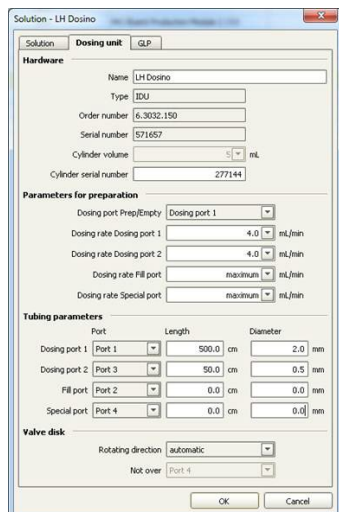 Solution - LH Dosino
Solution Dosing unit GLP
Hardware
Name LH Dosino
Type IDU
Order number 6.3032.150
Serial number 571657
Cylinder volume 5 mL
Cylinder serial number 277144
Parameters for preparation
Dosing port Prep/Empty Dosing port 1
Dosing rate Dosing port 1 4.0 mL/min
Dosing rate Dosing port 2 4.0 mL/min
Dosing rate Fill port maximum mL/min
Dosing rate Special port maximum mL/min
Tubing parameters
Port Length Diameter
Dosing port 1 Port 1 500.0 cm 2.0 mm
Dosing port 2 Port 3 50.0 cm 0.5 mm
Fill port Port 2 0.0 cm 0.0 mm
Special port Port 4 0.0 cm 0.0 mm
Valve disk
Rotating direction automatic
Not over Port 4
OK Cancel